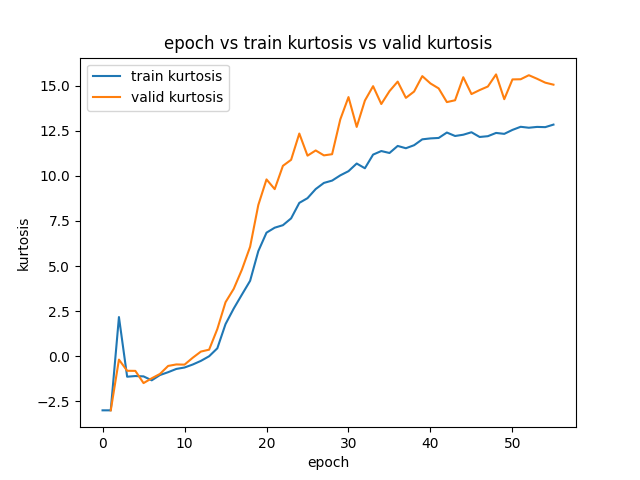 epoch vs train kurtosis vs valid kurtosis
train kurtosis
valid kurtosis
kurtosis
15.0
12.5
10.0
7.5
5.0
2.5
0.0
−2.5
0 10 20 30 40 50
epoch